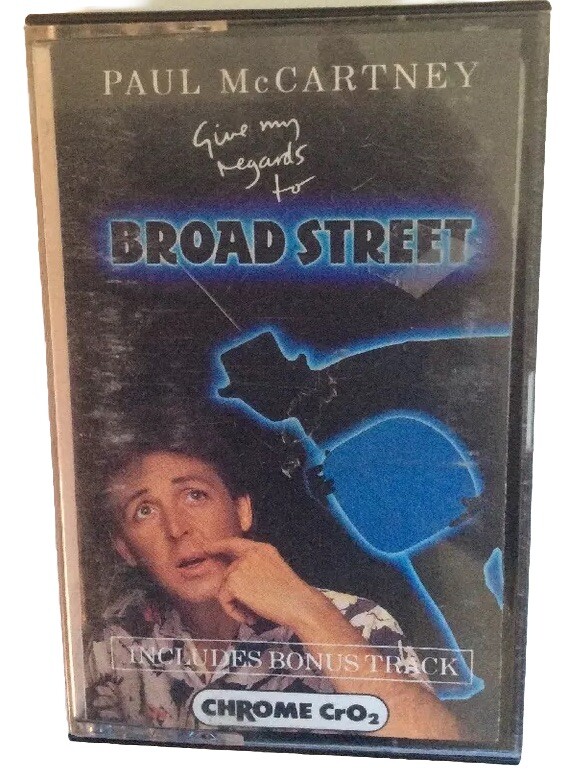 PAUL McCARTNEY
Give my
regards
to
BROAD STREET
INCLUDES BONUS TRACK
CHROME CrO₂